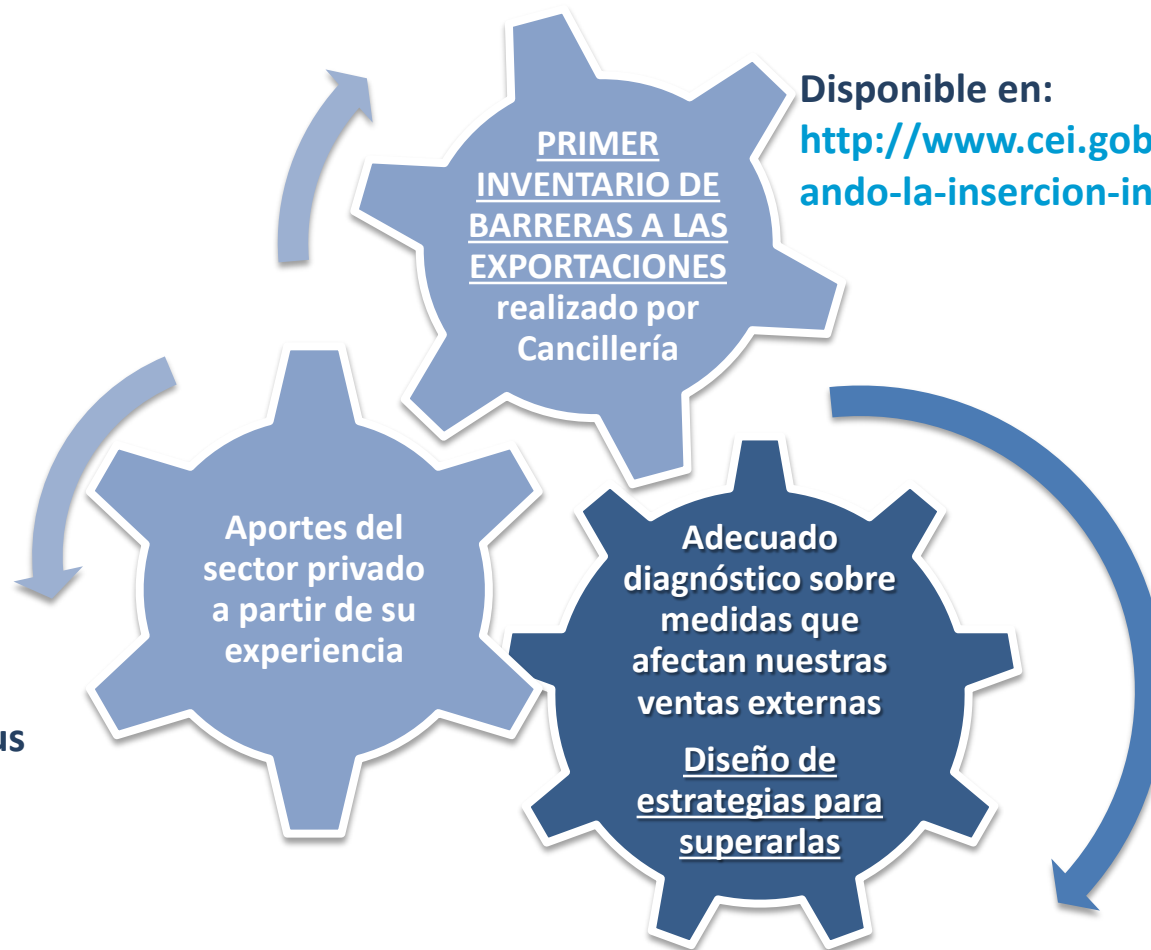 Disponible en:
http://www.cei.gob
ando-la-insercion-in
PRIMER
INVENTARIO DE
BARRERAS A LAS
EXPORTACIONES
realizado por
Cancillería
Aportes del
sector privado
a partir de su
experiencia
Adecuado
diagnóstico sobre
medidas que
afectan nuestras
ventas externas
Diseño de
estrategias para
superarlas
us